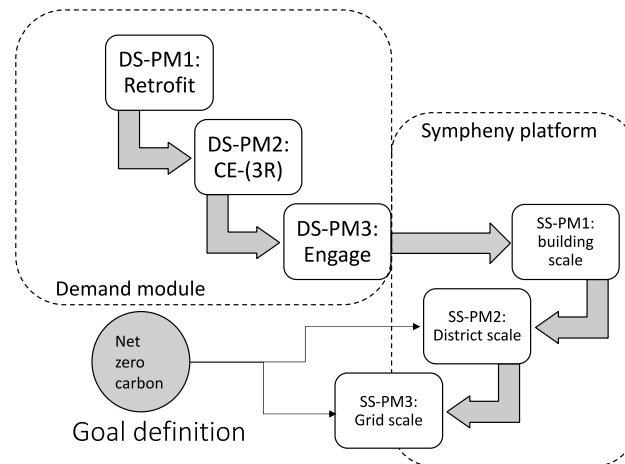 DS-PM1:
Retrofit
DS-PM2:
CE-(3R)
DS-PM3:
Engage
Demand module
Sympheny platform
SS-PM1:
building
scale
SS-PM2:
District scale
SS-PM3:
Grid scale
Net
zero
carbon
Goal definition